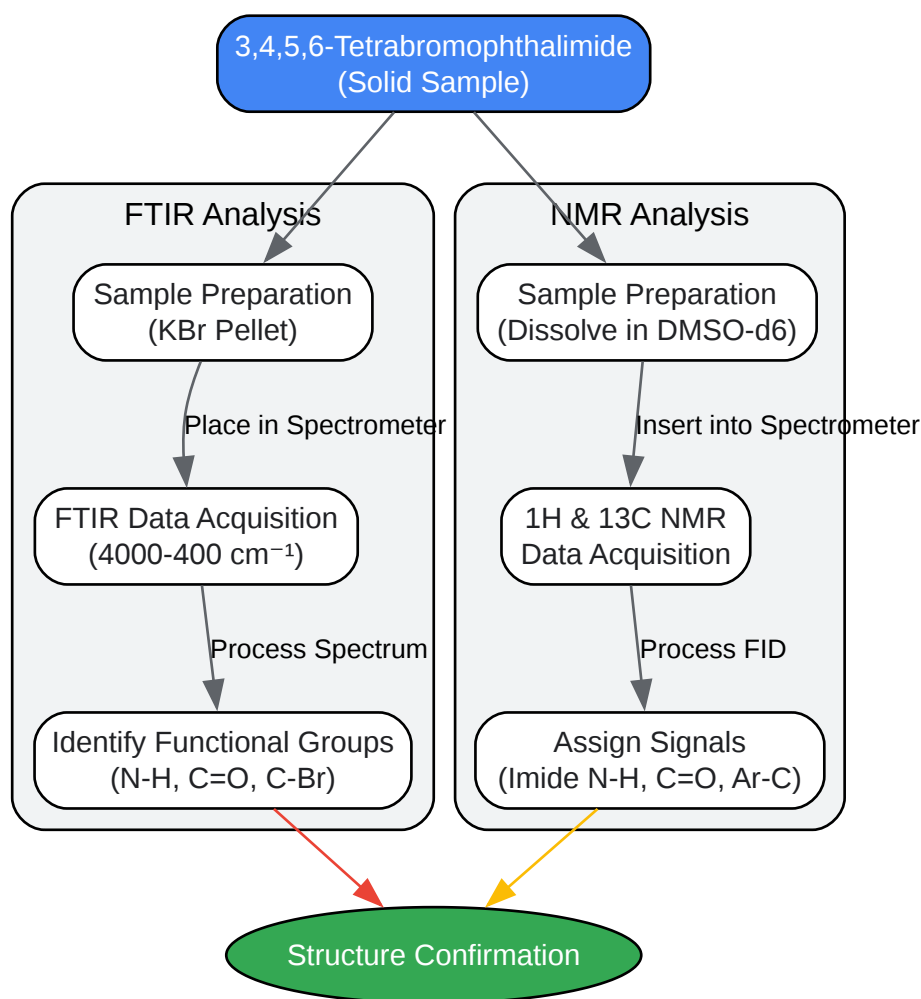 3,4,5,6-Tetrabromophthalimide
(Solid Sample)
FTIR Analysis
Sample Preparation
(KBr Pellet)
Place in Spectrometer
FTIR Data Acquisition
(4000-400 cm⁻¹)
Process Spectrum
Identify Functional Groups
(N-H, C=O, C-Br)
NMR Analysis
Sample Preparation
(Dissolve in DMSO-d6)
Insert into Spectrometer
1H & 13C NMR
Data Acquisition
Process FID
Assign Signals
(Imide N-H, C=O, Ar-C)
Structure Confirmation